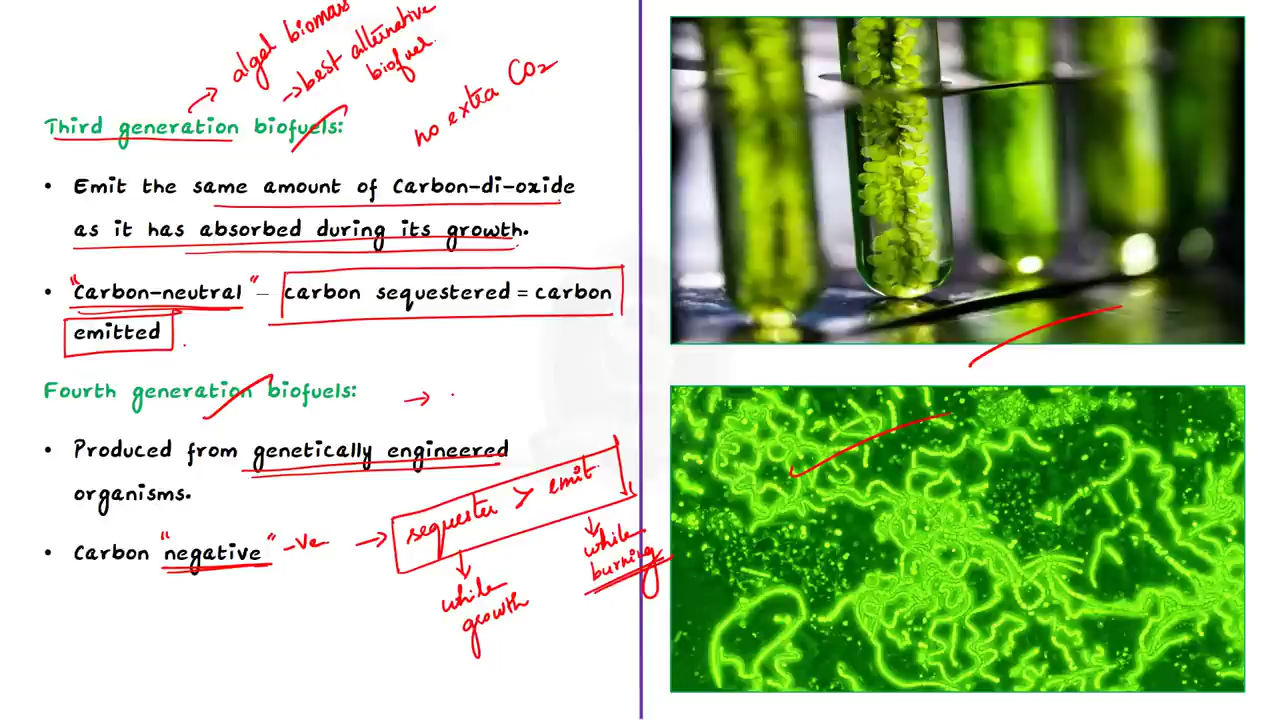 algal biomass
→ best alternative
biofuel.
no extra CO₂
Third generation biofuels:
• Emit the same amount of Carbon-di-oxide
as it has absorbed during its growth.
• "Carbon-neutral" – carbon sequestered = carbon
emitted
Fourth generation biofuels: →
• Produced from genetically engineered
organisms.
• Carbon "negative" -ve → sequester > emit
while
growth
while
burning